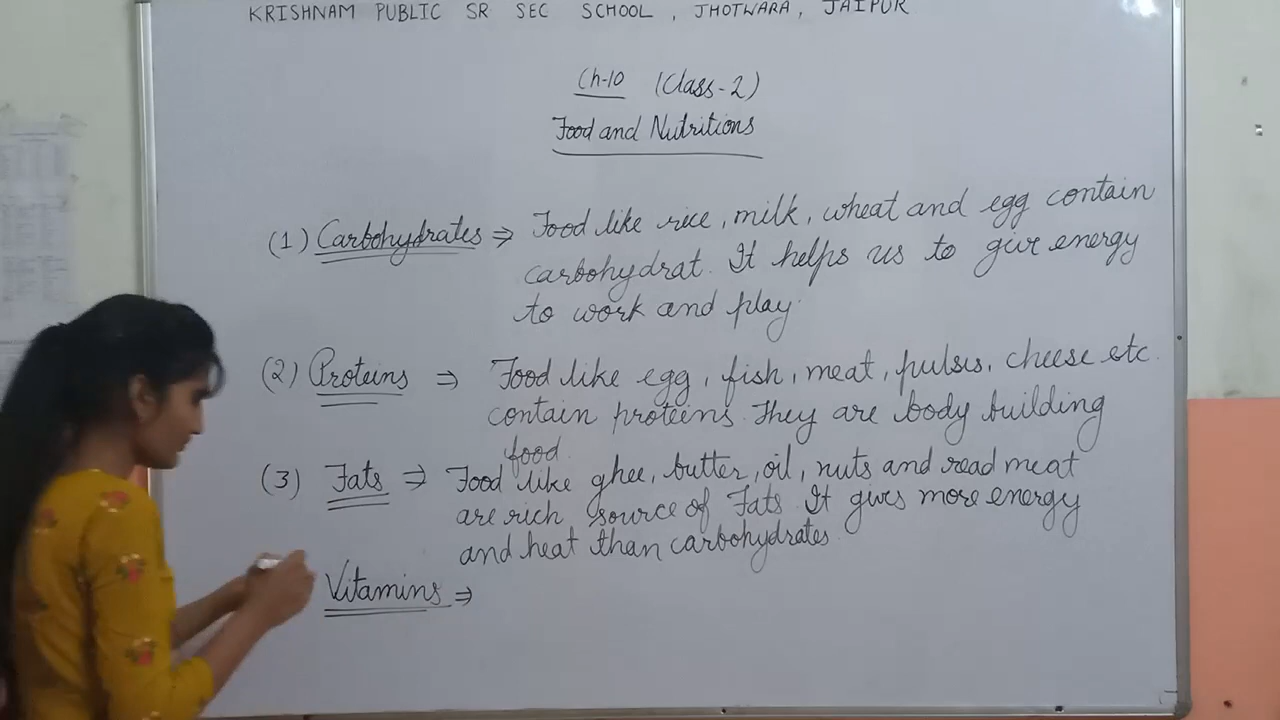 KRISHNAM PUBLIC SR SEC SCHOOL, JHOTWARA, JAIPUR
Ch-10 (Class-2)
Food and Nutritions
(1) Carbohydrates ⇒ Food like rice, milk, wheat and egg contain
carbohydrat. It helps us to give energy
to work and play.
(2) Proteins ⇒ Food like egg, fish, meat, pulses, cheese etc
contain proteins. They are body building
food.
(3) Fats ⇒ Food like ghee, butter, oil, nuts and read meat
are rich source of Fats. It gives more energy
and heat than carbohydrates.
Vitamins ⇒